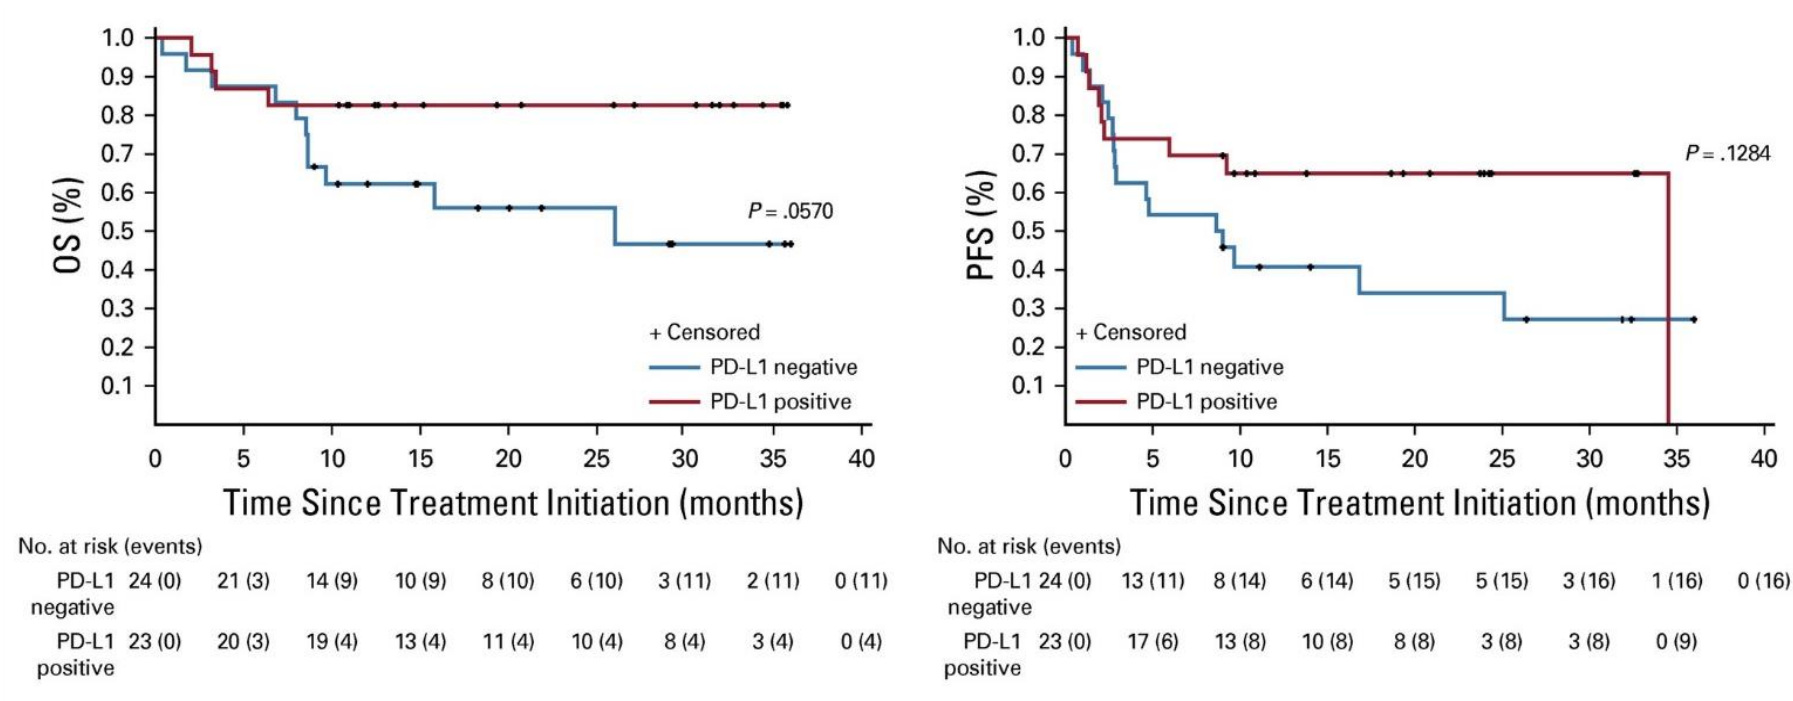 1.0
0.9
0.8
0.7
0.6
0.5
0.4
0.3
0.2
0.1
OS (%)
P = .0570
+ Censored
PD-L1 negative
PD-L1 positive
0 5 10 15 20 25 30 35 40
Time Since Treatment Initiation (months)
No. at risk (events)
PD-L1 negative 24 (0) 21 (3) 14 (9) 10 (9) 8 (10) 6 (10) 3 (11) 2 (11) 0 (11)
PD-L1 positive 23 (0) 20 (3) 19 (4) 13 (4) 11 (4) 10 (4) 8 (4) 3 (4) 0 (4)
1.0
0.9
0.8
0.7
0.6
0.5
0.4
0.3
0.2
0.1
PFS (%)
P = .1284
+ Censored
PD-L1 negative
PD-L1 positive
0 5 10 15 20 25 30 35 40
Time Since Treatment Initiation (months)
No. at risk (events)
PD-L1 negative 24 (0) 13 (11) 8 (14) 6 (14) 5 (15) 5 (15) 3 (16) 1 (16) 0 (16)
PD-L1 positive 23 (0) 17 (6) 13 (8) 10 (8) 8 (8) 3 (8) 3 (8) 0 (9)